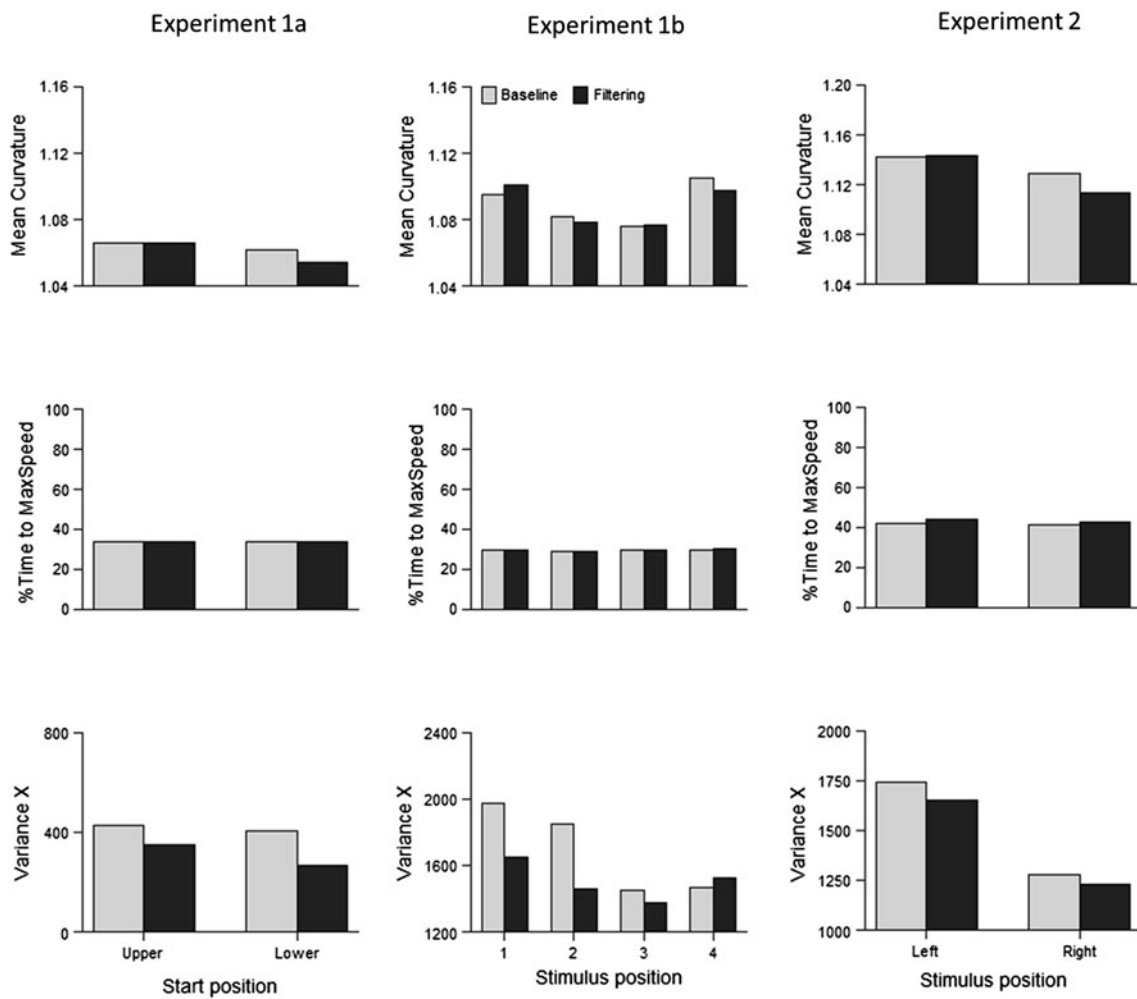 Experiment 1a
Experiment 1b
Experiment 2
Mean Curvature
1.16
1.12
1.08
1.04
Mean Curvature
1.16
1.12
1.08
1.04
Baseline Filtering
Mean Curvature
1.20
1.16
1.12
1.08
1.04
%Time to MaxSpeed
100
80
60
40
20
0
%Time to MaxSpeed
100
80
60
40
20
0
%Time to MaxSpeed
100
80
60
40
20
0
Variance X
800
400
0
Upper Lower
Start position
Variance X
2400
2000
1600
1200
1 2 3 4
Stimulus position
Variance X
2000
1750
1500
1250
1000
Left Right
Stimulus position